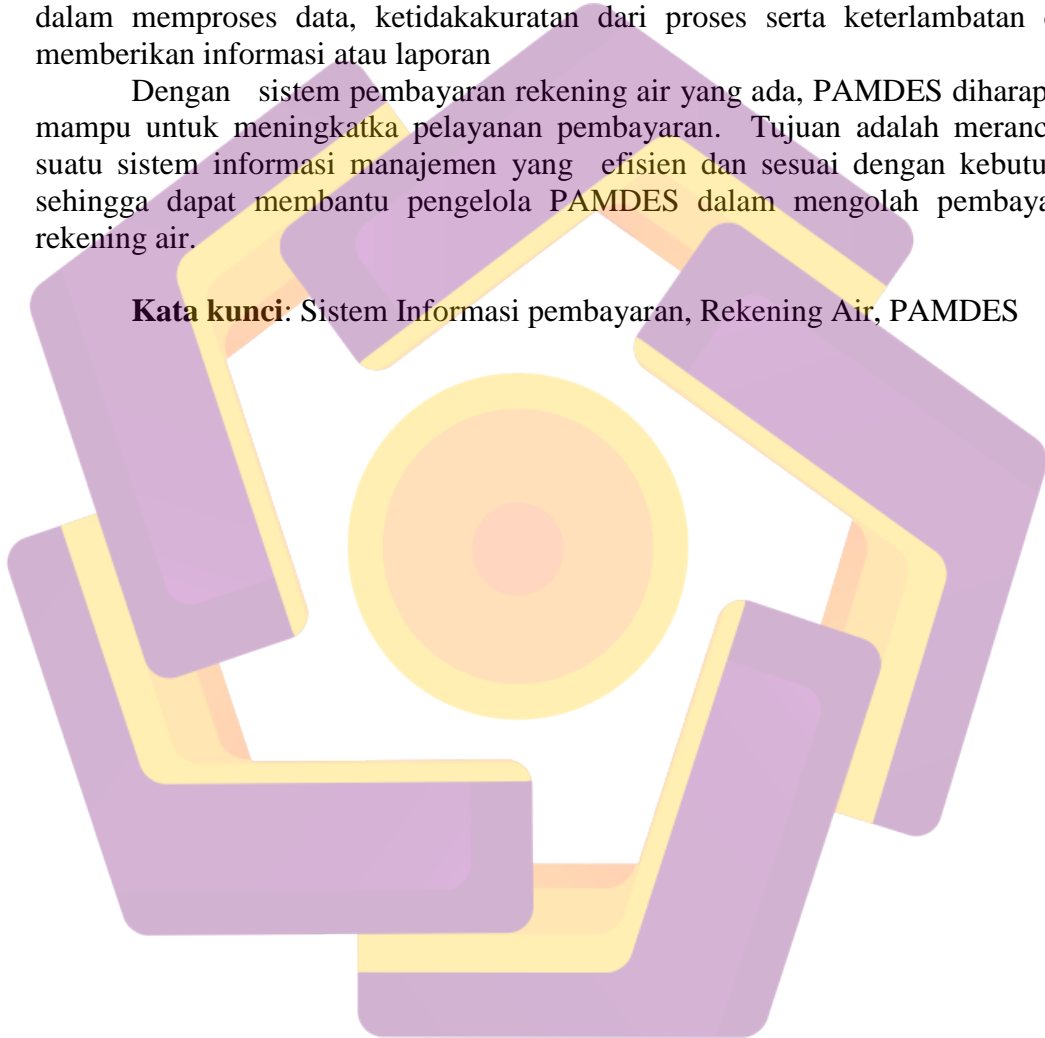 dalam memproses data, ketidakakuratan dari proses serta keterlambatan
memberikan informasi atau laporan
Dengan sistem pembayaran rekening air yang ada, PAMDES diharap
mampu untuk meningkatka pelayanan pembayaran. Tujuan adalah meranc
suatu sistem informasi manajemen yang efisien dan sesuai dengan kebutu
sehingga dapat membantu pengelola PAMDES dalam mengolah pembaya
rekening air.
Kata kunci: Sistem Informasi pembayaran, Rekening Air, PAMDES